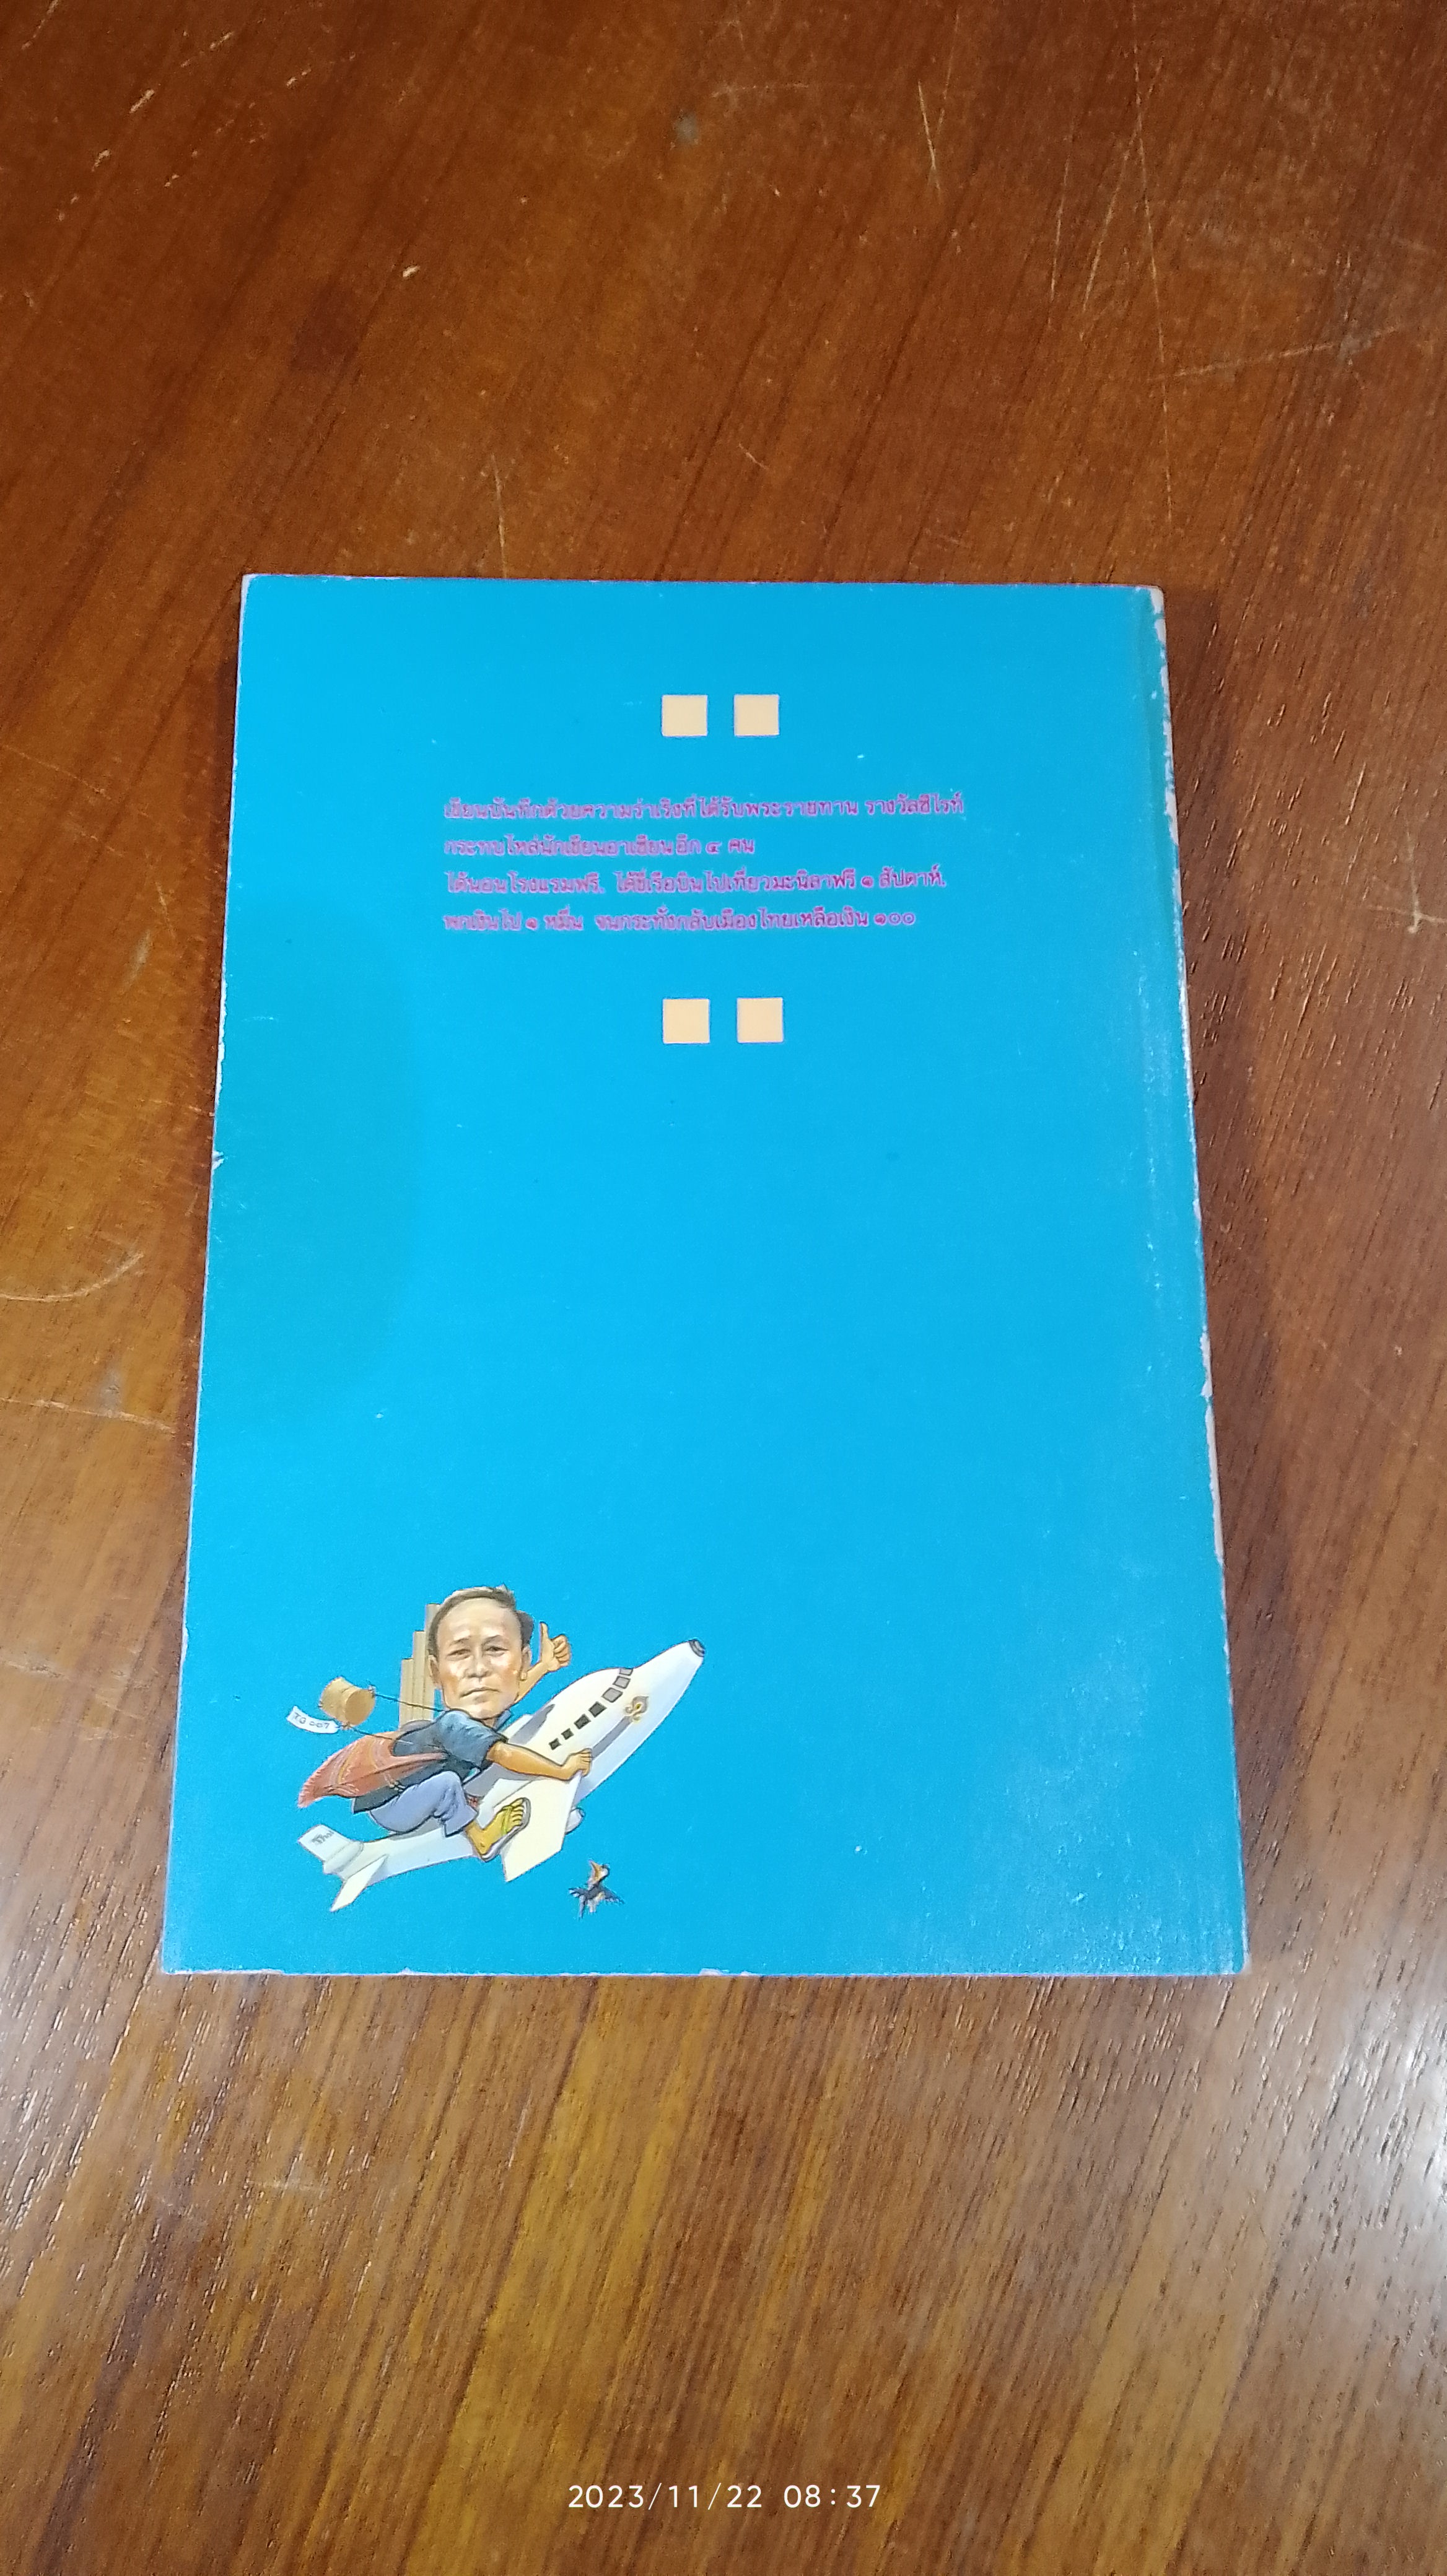 เขียนบันทึกด้วยความร่าเริงที่ได้รับพระราชทาน รางวัลซีไรท์
กระทบไหล่นักเขียนอาเซียนอีก ๔ คน
ได้นอนโรงแรมฟรี, ได้ขี่เรือบินไปเที่ยวมะนิลาฟรี ๑ สัปดาห์,
พกเงินไป ๑ หมื่น จนกระทั่งกลับเมืองไทยเหลือเงิน ๑๐๐
TG 007
Thai
2023/11/22 08:37